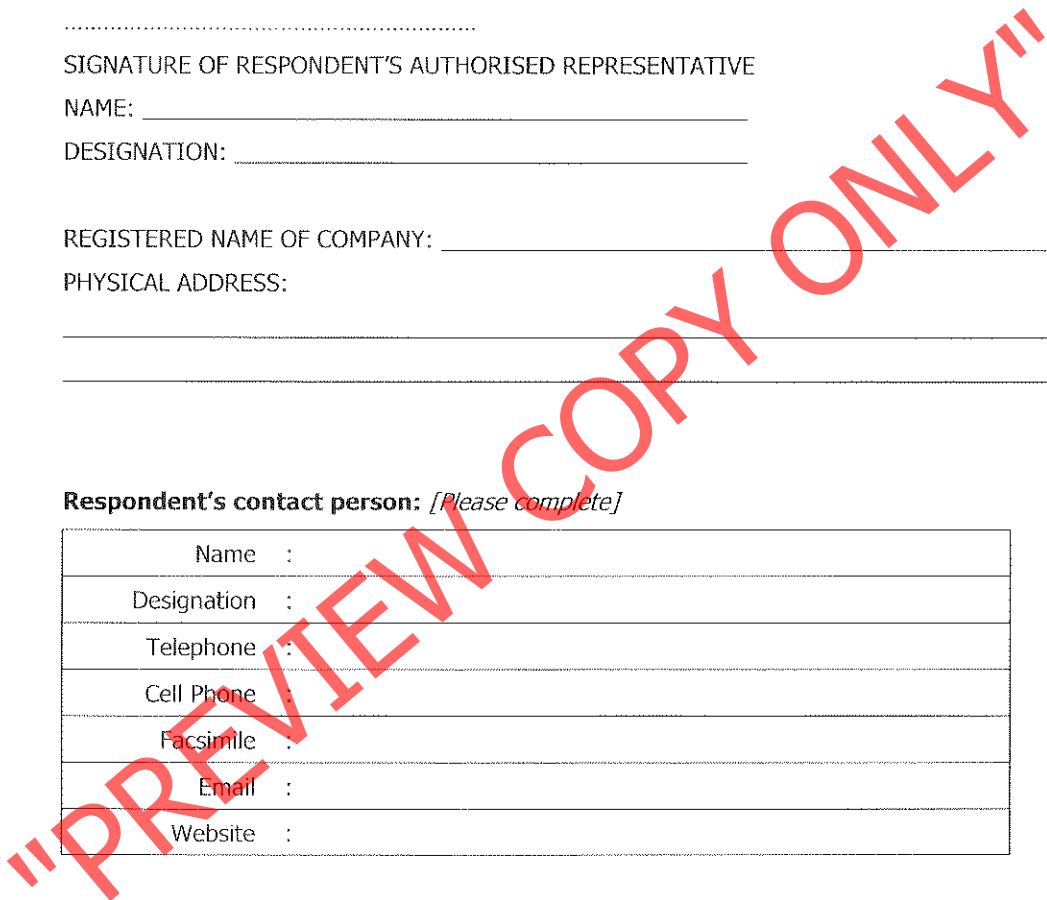 SIGNATURE OF RESPONDENT'S AUTHORISED REPRESENTATIVE
NAME:
DESIGNATION:
REGISTERED NAME OF COMPANY:
PHYSICAL ADDRESS:
Respondent's contact person: [Please complete]
Name :
Designation :
Telephone :
Cell Phone :
Facsimile :
Email :
Website :
"PREVIEW COPY ONLY"